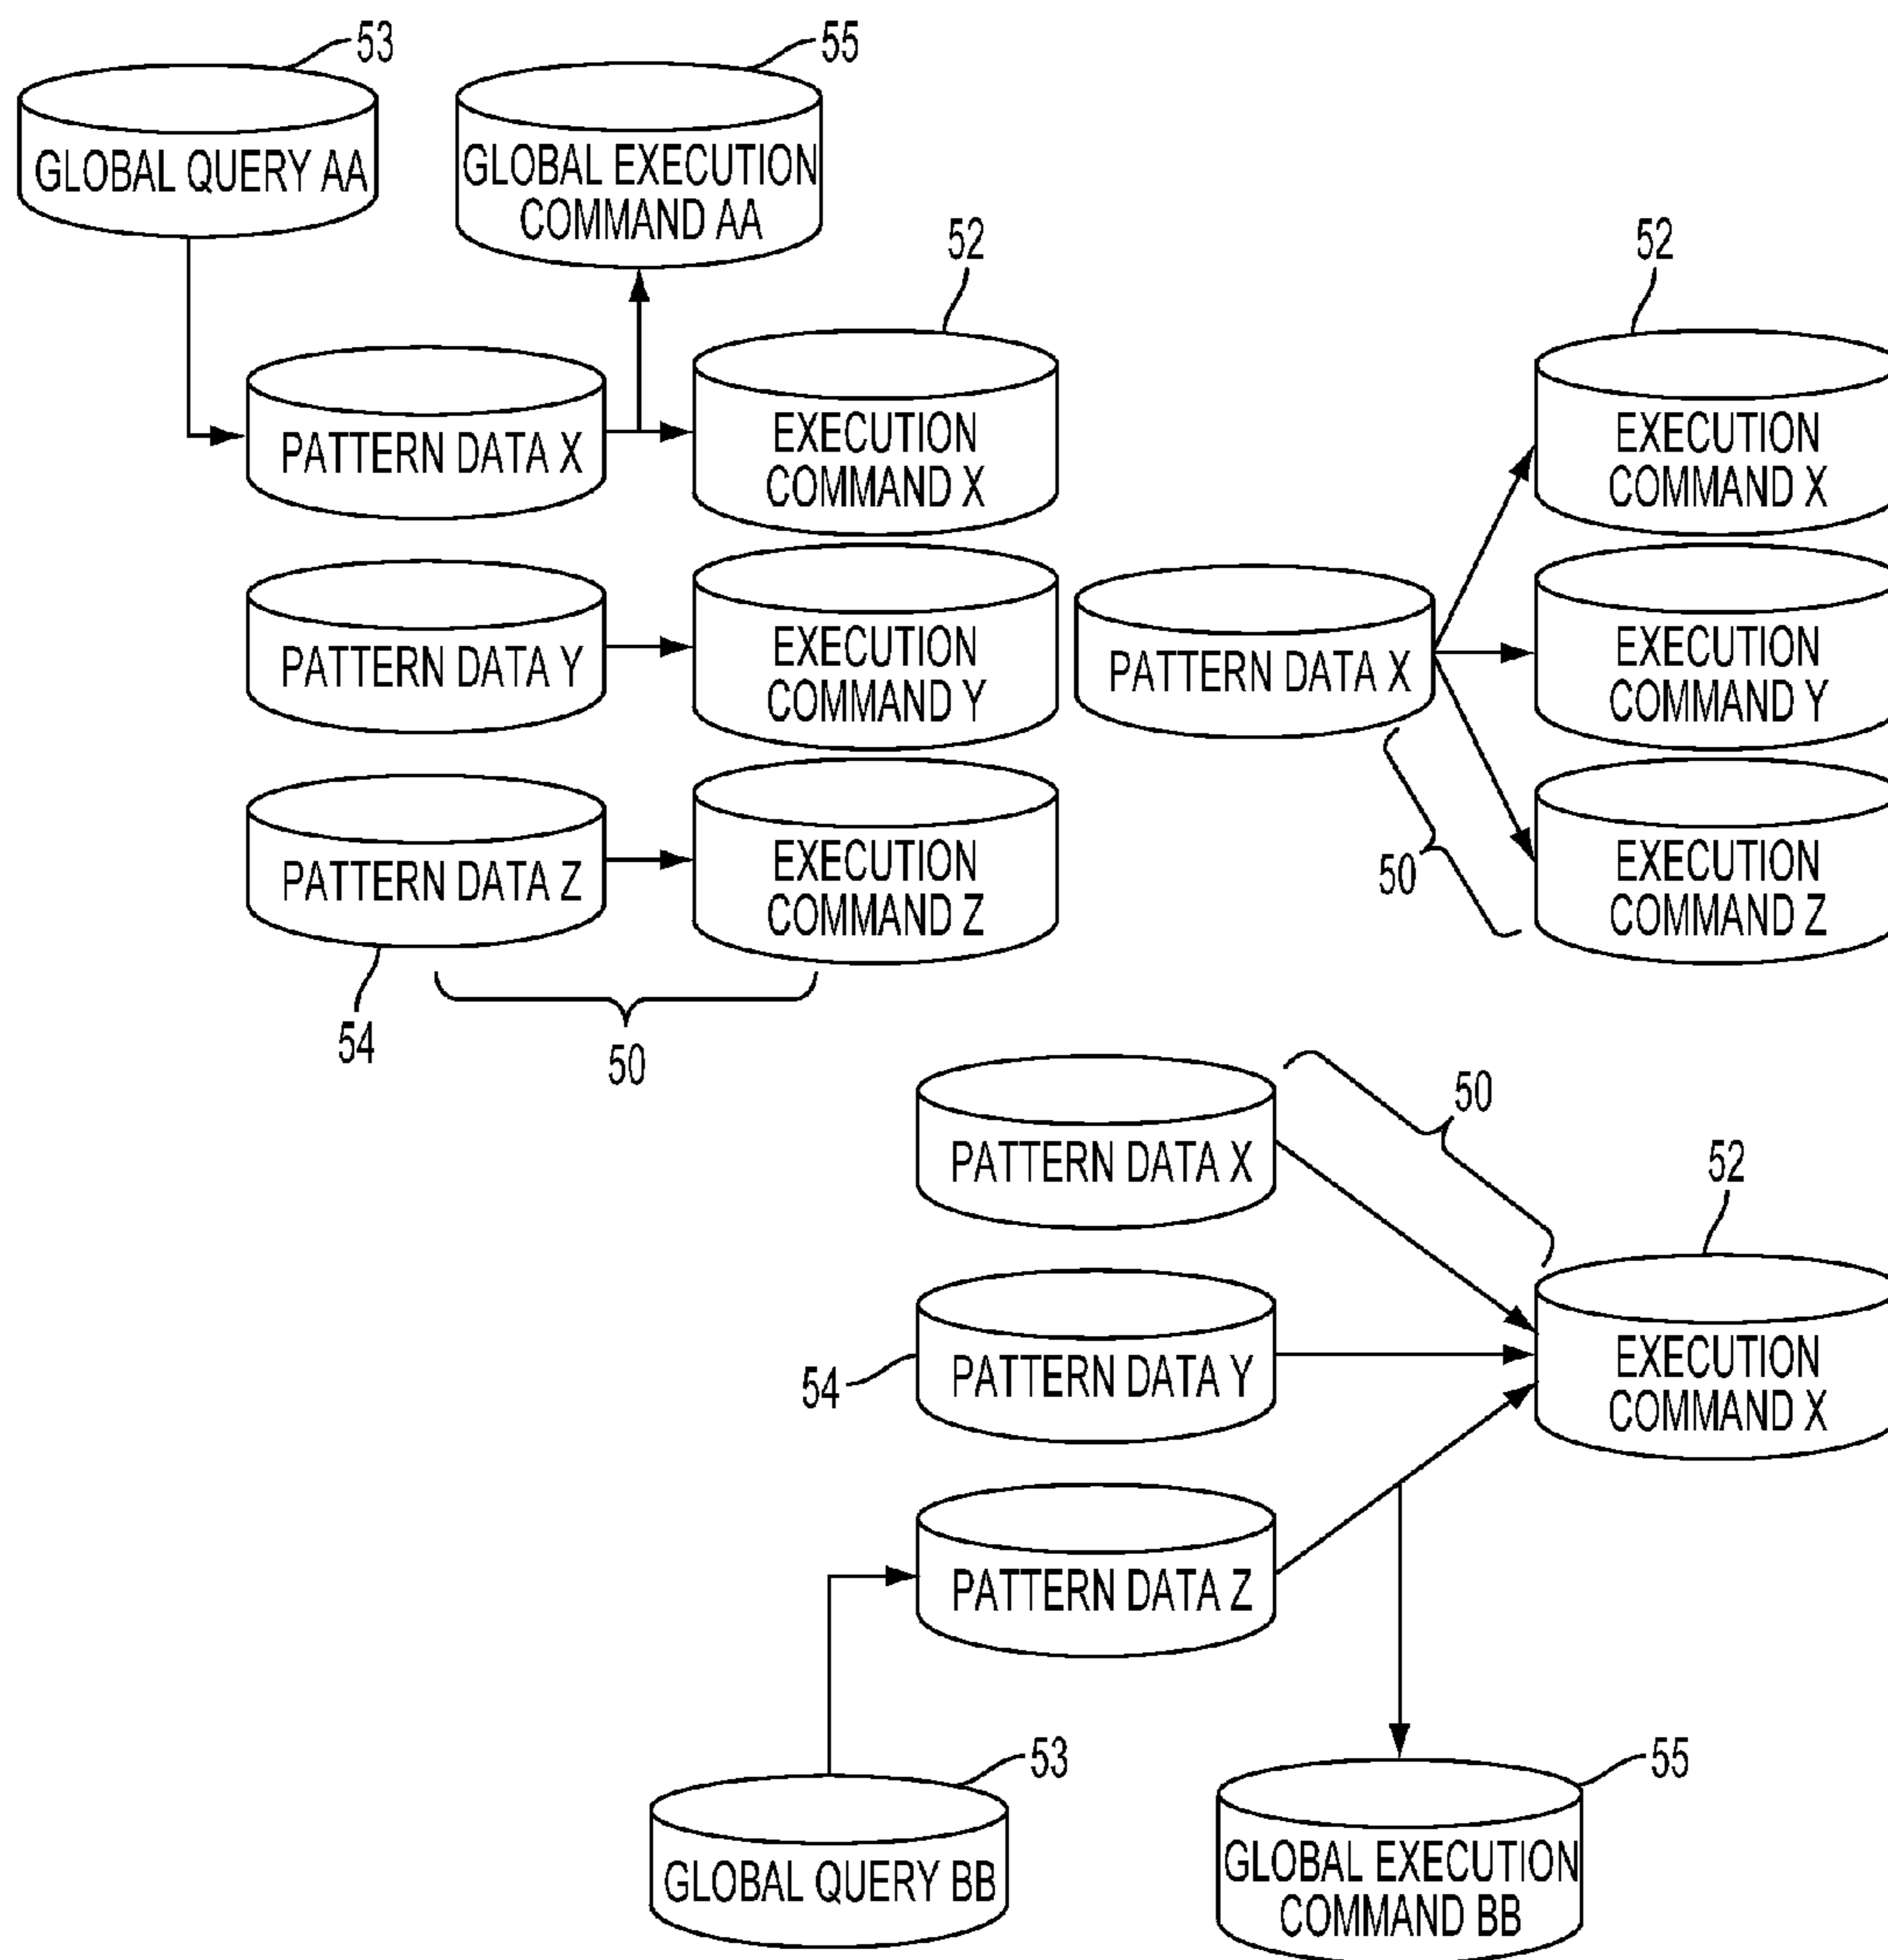 53
55
GLOBAL QUERY AA
GLOBAL EXECUTION
COMMAND AA
52
52
PATTERN DATA X
EXECUTION
COMMAND X
EXECUTION
COMMAND X
PATTERN DATA Y
EXECUTION
COMMAND Y
PATTERN DATA X
EXECUTION
COMMAND Y
PATTERN DATA Z
EXECUTION
COMMAND Z
50
EXECUTION
COMMAND Z
54
50
PATTERN DATA X
50
52
54
PATTERN DATA Y
EXECUTION
COMMAND X
PATTERN DATA Z
53
55
GLOBAL QUERY BB
GLOBAL EXECUTION
COMMAND BB